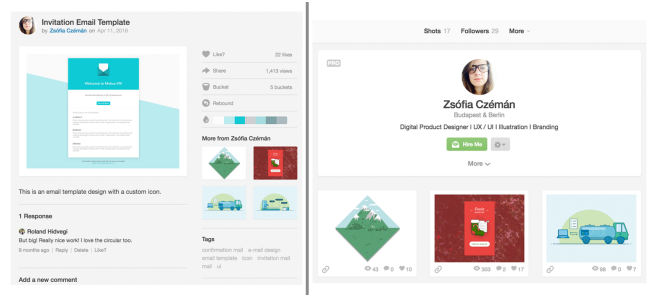 Invitation Email Template
by Zsófia Czémán on Apr 11, 2016
Like? 22 likes
Share 1,413 views
Bucket 5 buckets
Rebound
More from Zsófia Czémán
This is an email template design with a custom icon.
1 Response
Roland Hidvegi
But big! Really nice work! I love the circular too.
9 months ago | Reply | Delete | Like?
Add a new comment
Tags
confirmation mail e-mail design
email template icon invitation mail
mail ui
Shots 17 Followers 29 More
PRO
Zsófia Czémán
Budapest & Berlin
Digital Product Designer I UX / UI I Illustration I Branding
Hire Me
More
43 0 10
303 2 17
98 0 7